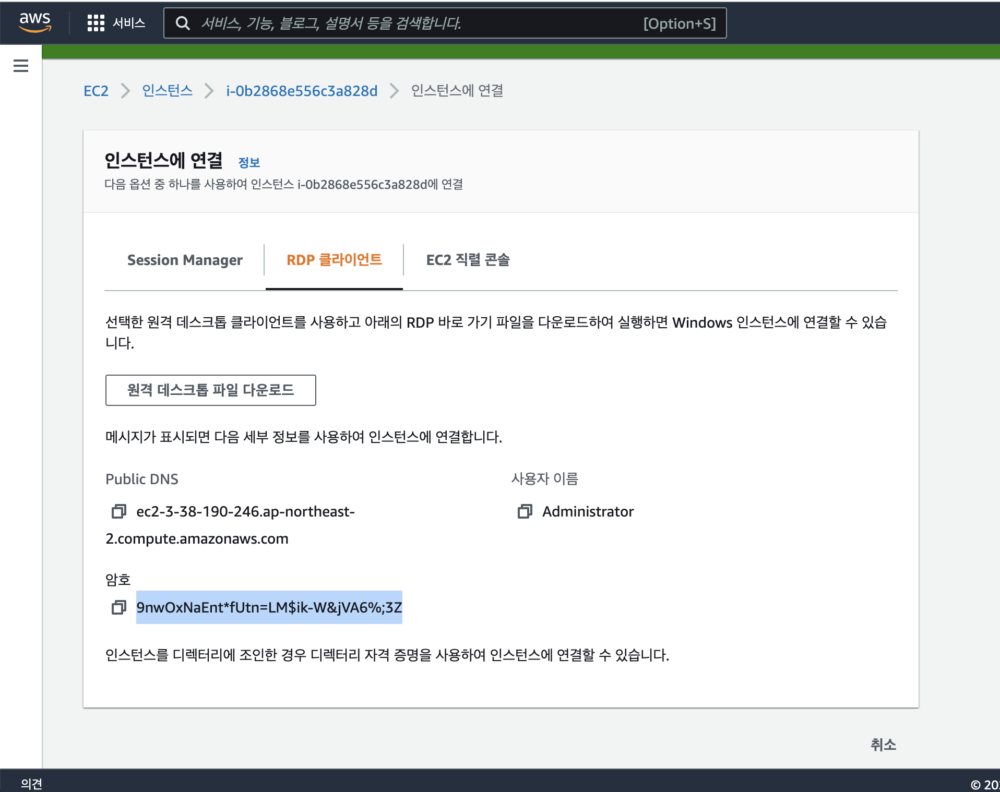 aws
서비스
서비스, 기능, 블로그, 설명서 등을 검색합니다.
[Option+S]
EC2
인스턴스
i-0b2868e556c3a828d
인스턴스에 연결
인스턴스에 연결 정보
다음 옵션 중 하나를 사용하여 인스턴스 i-0b2868e556c3a828d에 연결
Session Manager
RDP 클라이언트
EC2 직렬 콘솔
선택한 원격 데스크톱 클라이언트를 사용하고 아래의 RDP 바로 가기 파일을 다운로드하여 실행하면 Windows 인스턴스에 연결할 수 있습
니다.
원격 데스크톱 파일 다운로드
메시지가 표시되면 다음 세부 정보를 사용하여 인스턴스에 연결합니다.
Public DNS
ec2-3-38-190-246.ap-northeast-
2.compute.amazonaws.com
사용자 이름
Administrator
암호
9nwOxNaEnt*fUtn=LM$ik-W&jVA6%;3Z
인스턴스를 디렉터리에 조인한 경우 디렉터리 자격 증명을 사용하여 인스턴스에 연결할 수 있습니다.
취소
의견